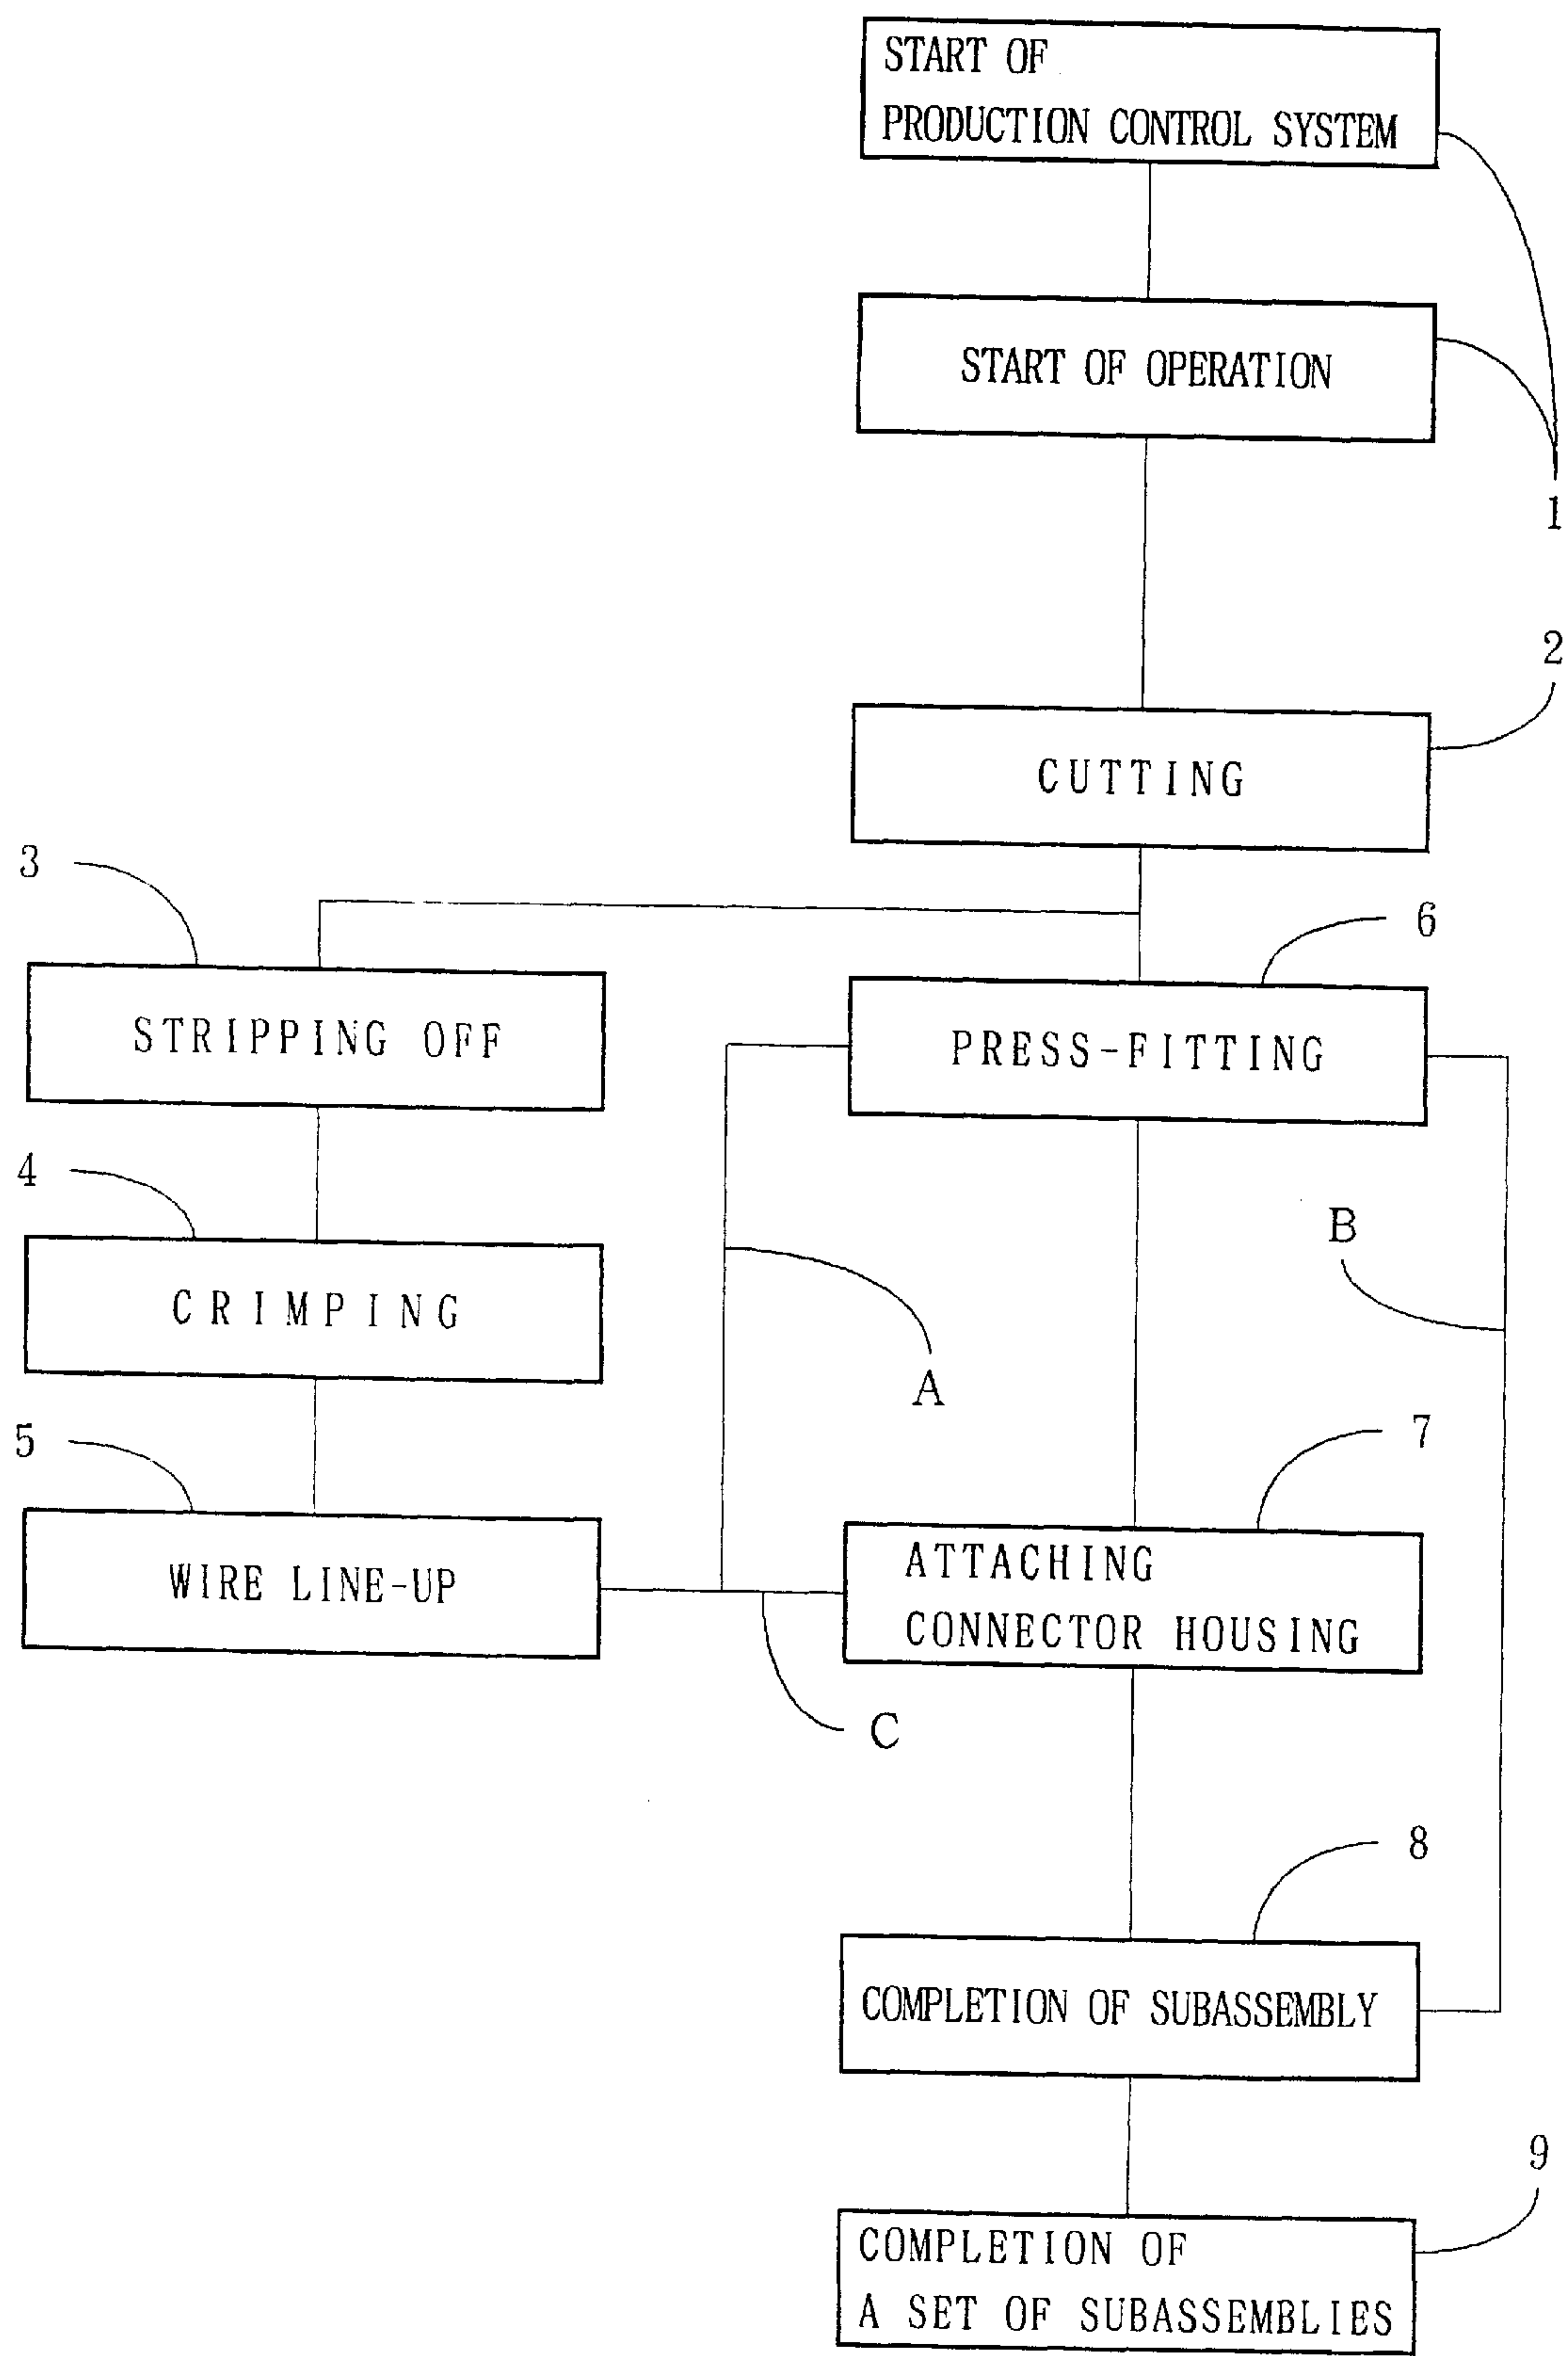 START OF
PRODUCTION CONTROL SYSTEM
START OF OPERATION
1
2
CUTTING
3
6
STRIPPING OFF
PRESS-FITTING
4
B
CRIMPING
A
5
7
WIRE LINE-UP
ATTACHING
CONNECTOR HOUSING
C
8
COMPLETION OF SUBASSEMBLY
9
COMPLETION OF
A SET OF SUBASSEMBLIES